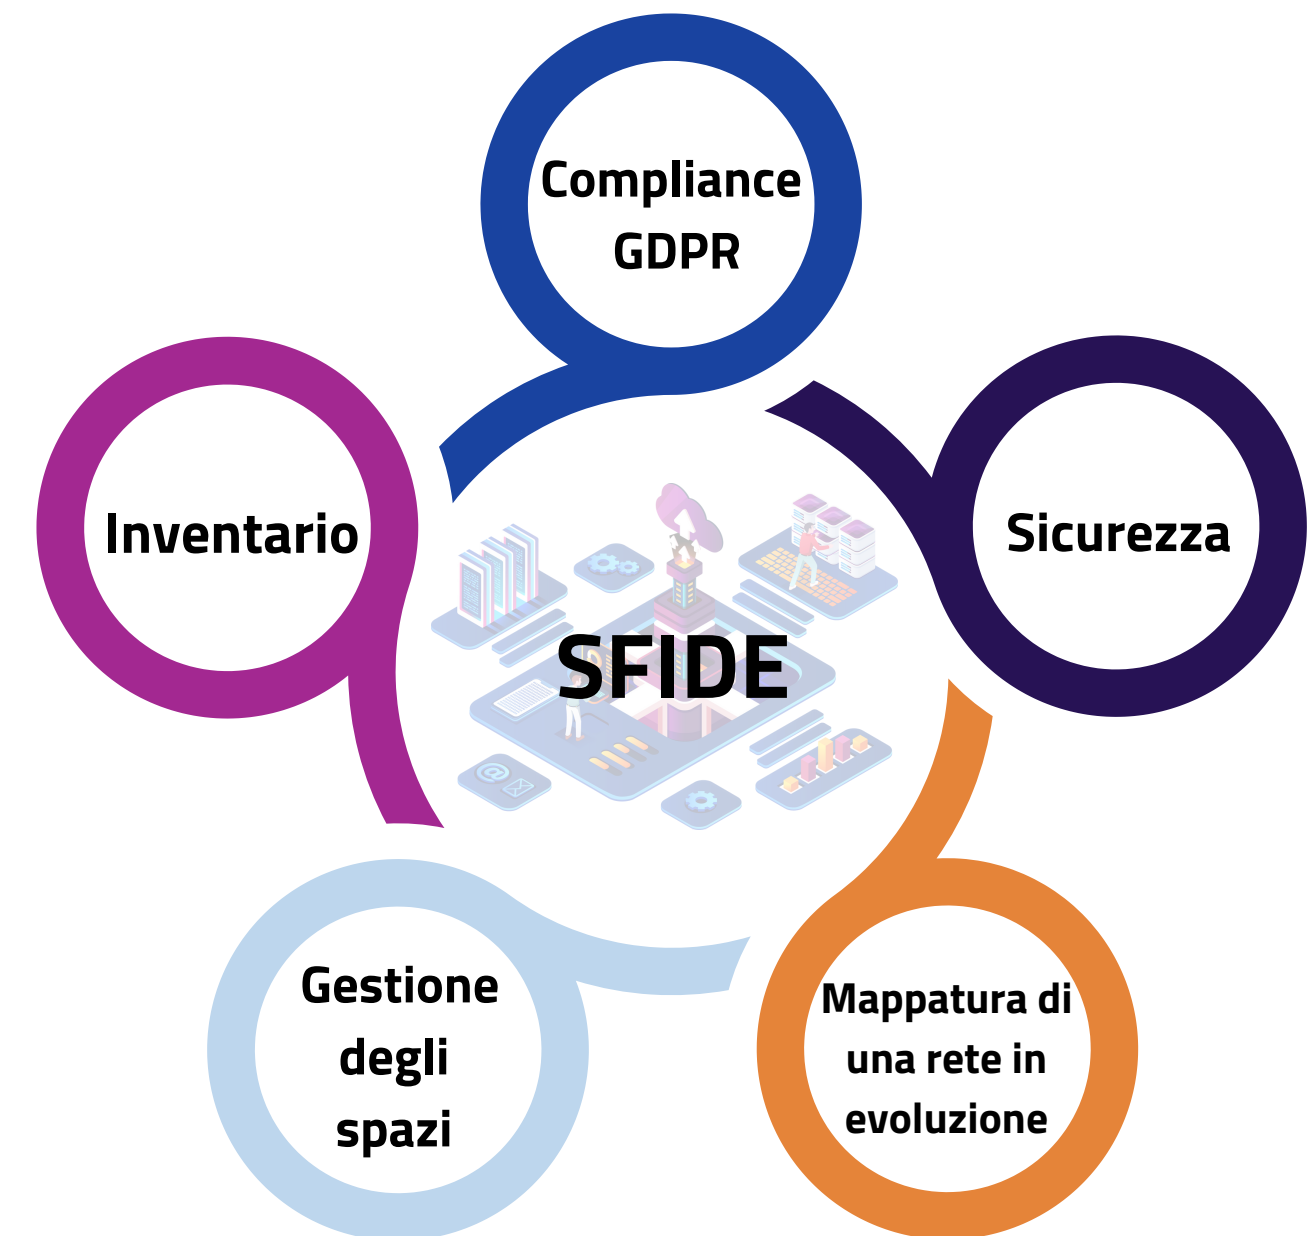 Compliance
GDPR
Inventario
Sicurezza
SFIDE
Gestione
degli
spazi
Mappatura di
una rete in
evoluzione